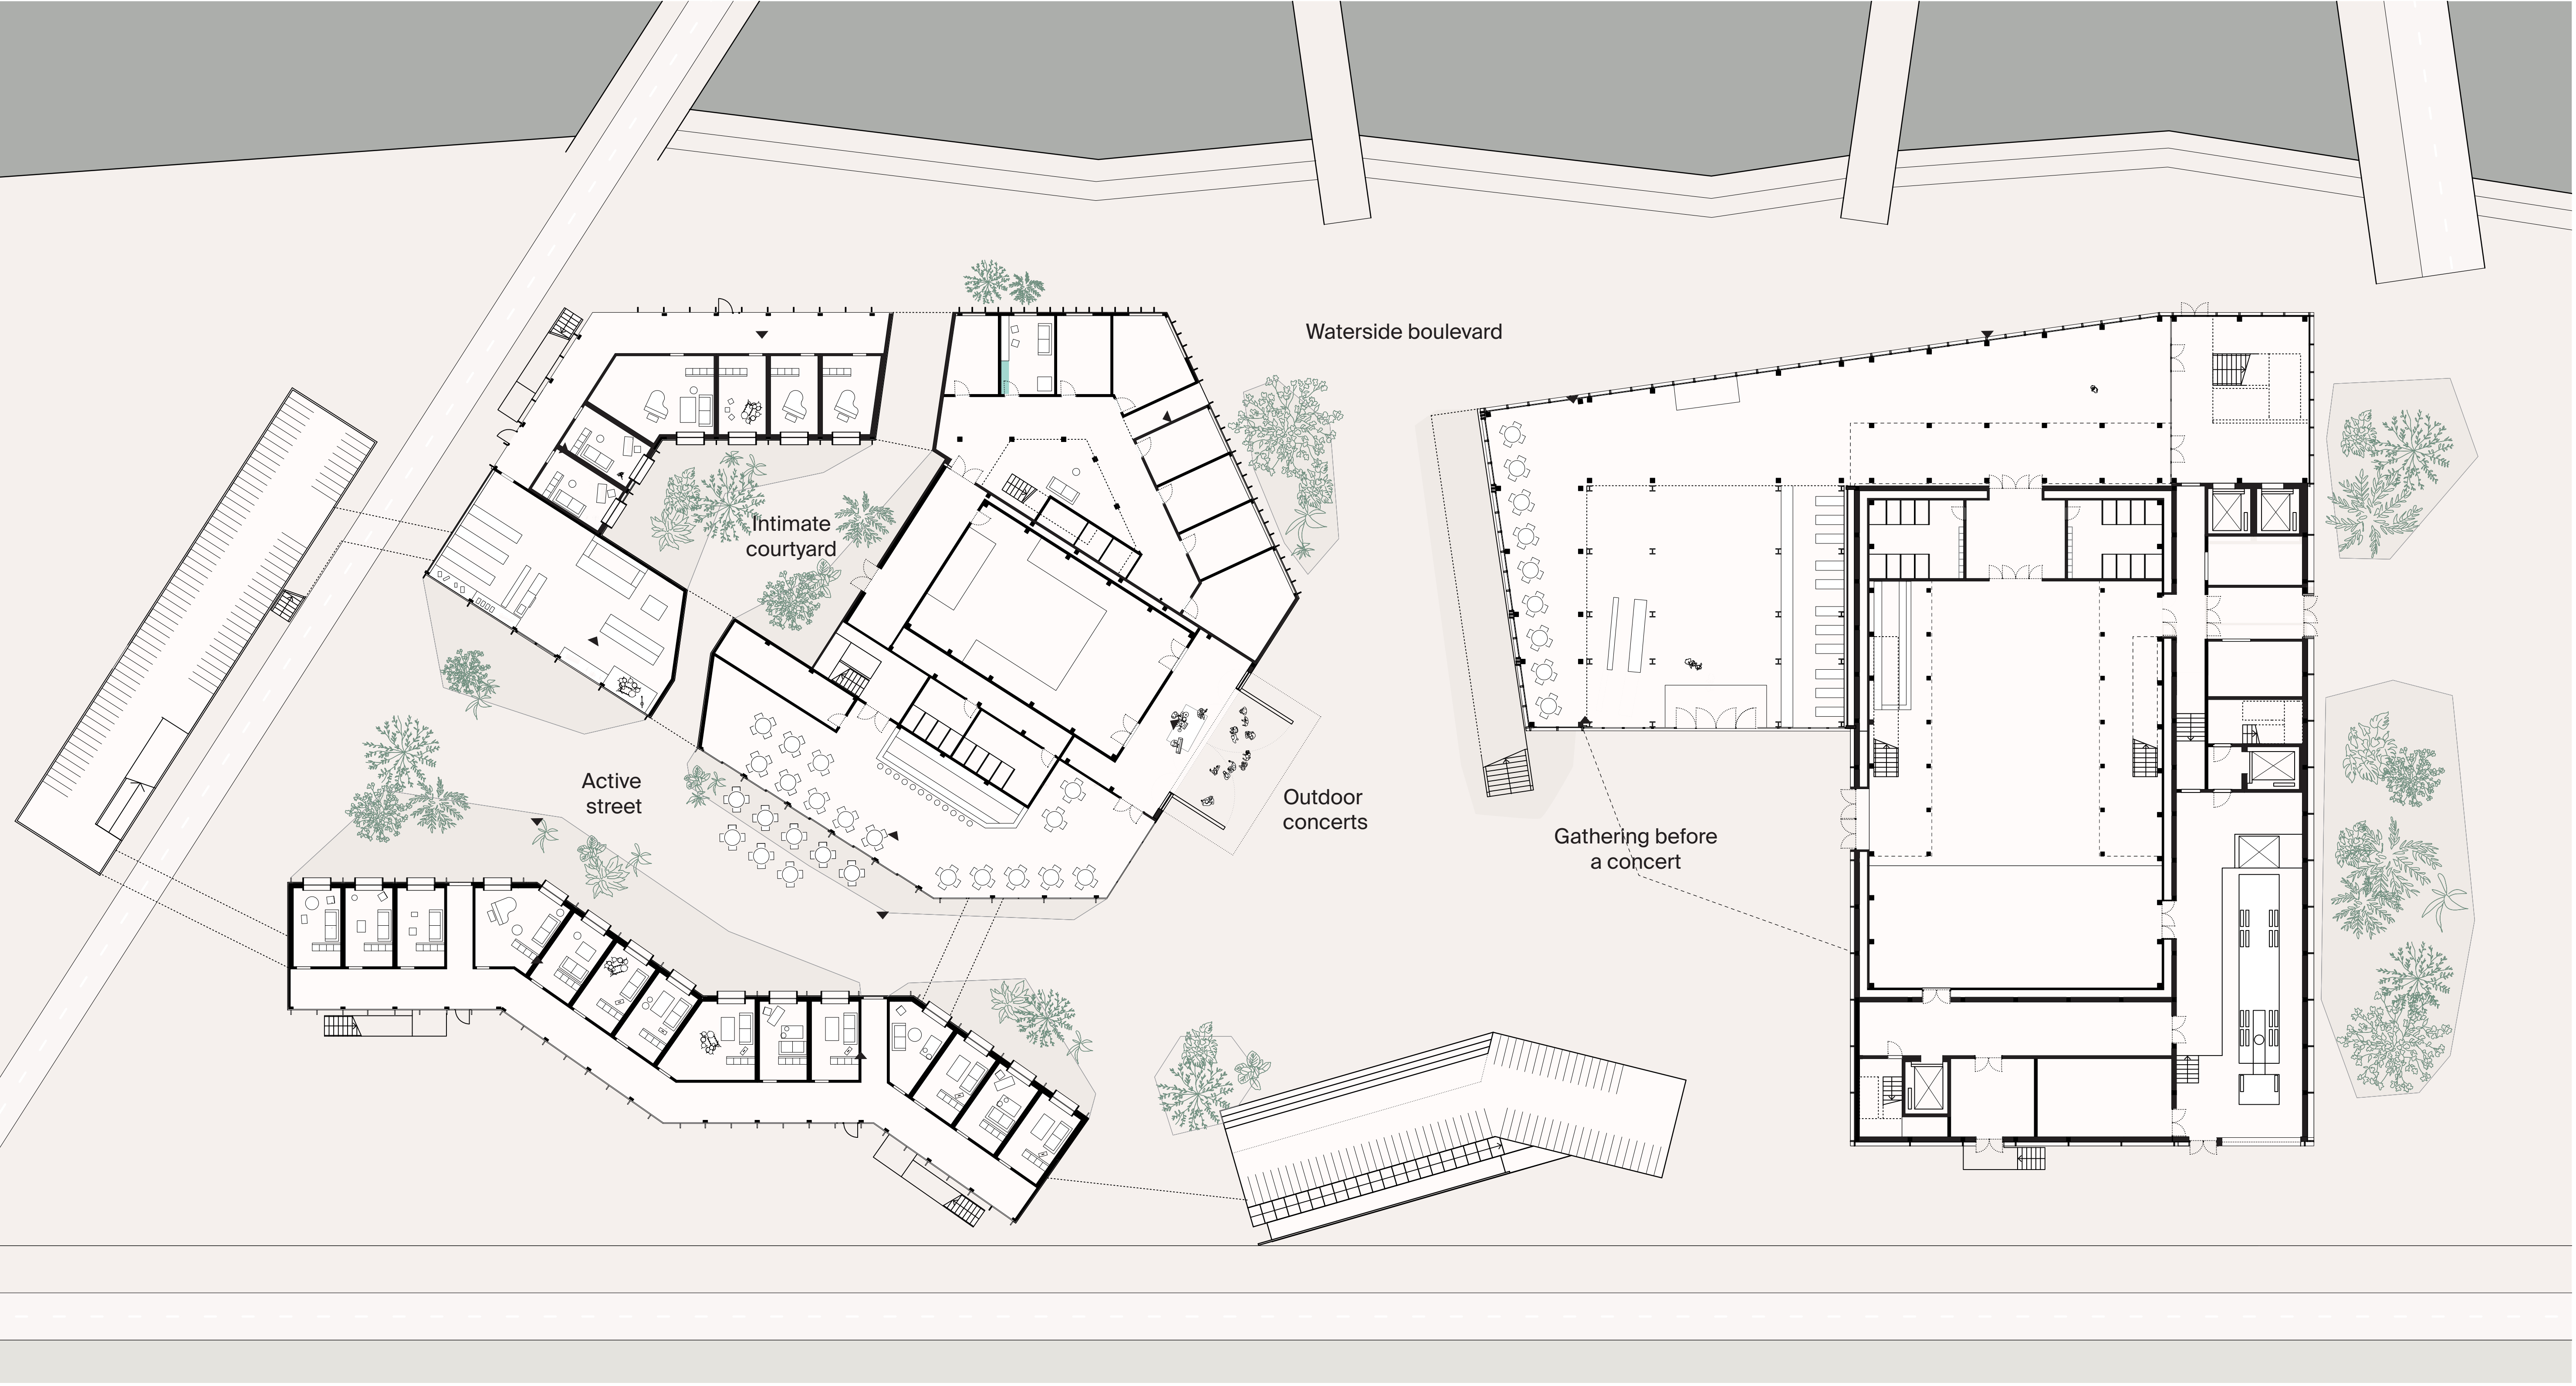 Waterside boulevard
Intimate
courtyard
Active
street
Outdoor
concerts
Gathering before
a concert